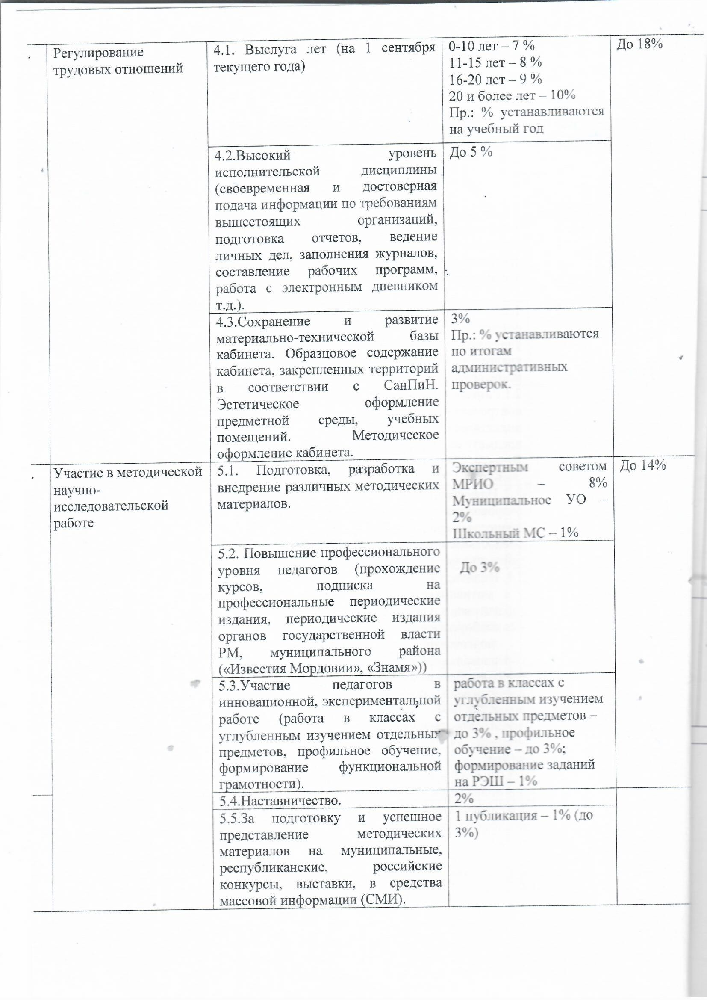 .
Регулирование
трудовых отношений
4.1. Выслуга лет (на 1 сентября
текущего года)
0-10 лет – 7 %
11-15 лет – 8 %
16-20 лет – 9 %
20 и более лет – 10%
Пр.: % устанавливаются
на учебный год
До 18%
4.2.Высокий уровень
исполнительской дисциплины
(своевременная и достоверная
подача информации по требованиям
вышестоящих организаций,
подготовка отчетов, ведение
личных дел, заполнения журналов,
составление рабочих программ,
работа с электронным дневником
т.д.).
До 5 %
4.3.Сохранение и развитие
материально-технической базы
кабинета. Образцовое содержание
кабинета, закрепленных территорий
в соответствии с СанПиН.
Эстетическое оформление
предметной среды, учебных
помещений. Методическое
оформление кабинета.
3%
Пр.: % устанавливаются
по итогам
административных
проверок.
.
Участие в методической
научно-
исследовательской
работе
5.1. Подготовка, разработка и
внедрение различных методических
материалов.
Экспертным советом
МРИО – 8%
Муниципальное УО –
2%
Школьный МС – 1%
До 14%
5.2. Повышение профессионального
уровня педагогов (прохождение
курсов, подписка на
профессиональные периодические
издания, периодические издания
органов государственной власти
РМ, муниципального района
(«Известия Мордовии», «Знамя»))
До 3%
5.3.Участие педагогов в
инновационной, экспериментальной
работе (работа в классах с
углубленным изучением отдельных
предметов, профильное обучение,
формирование функциональной
грамотности).
работа в классах с
углубленным изучением
отдельных предметов –
до 3% , профильное
обучение – до 3%;
формирование заданий
на РЭШ – 1%
5.4.Наставничество.
2%
5.5.За подготовку и успешное
представление методических
материалов на муниципальные,
республиканские, российские
конкурсы, выставки, в средства
массовой информации (СМИ).
1 публикация – 1% (до
3%)